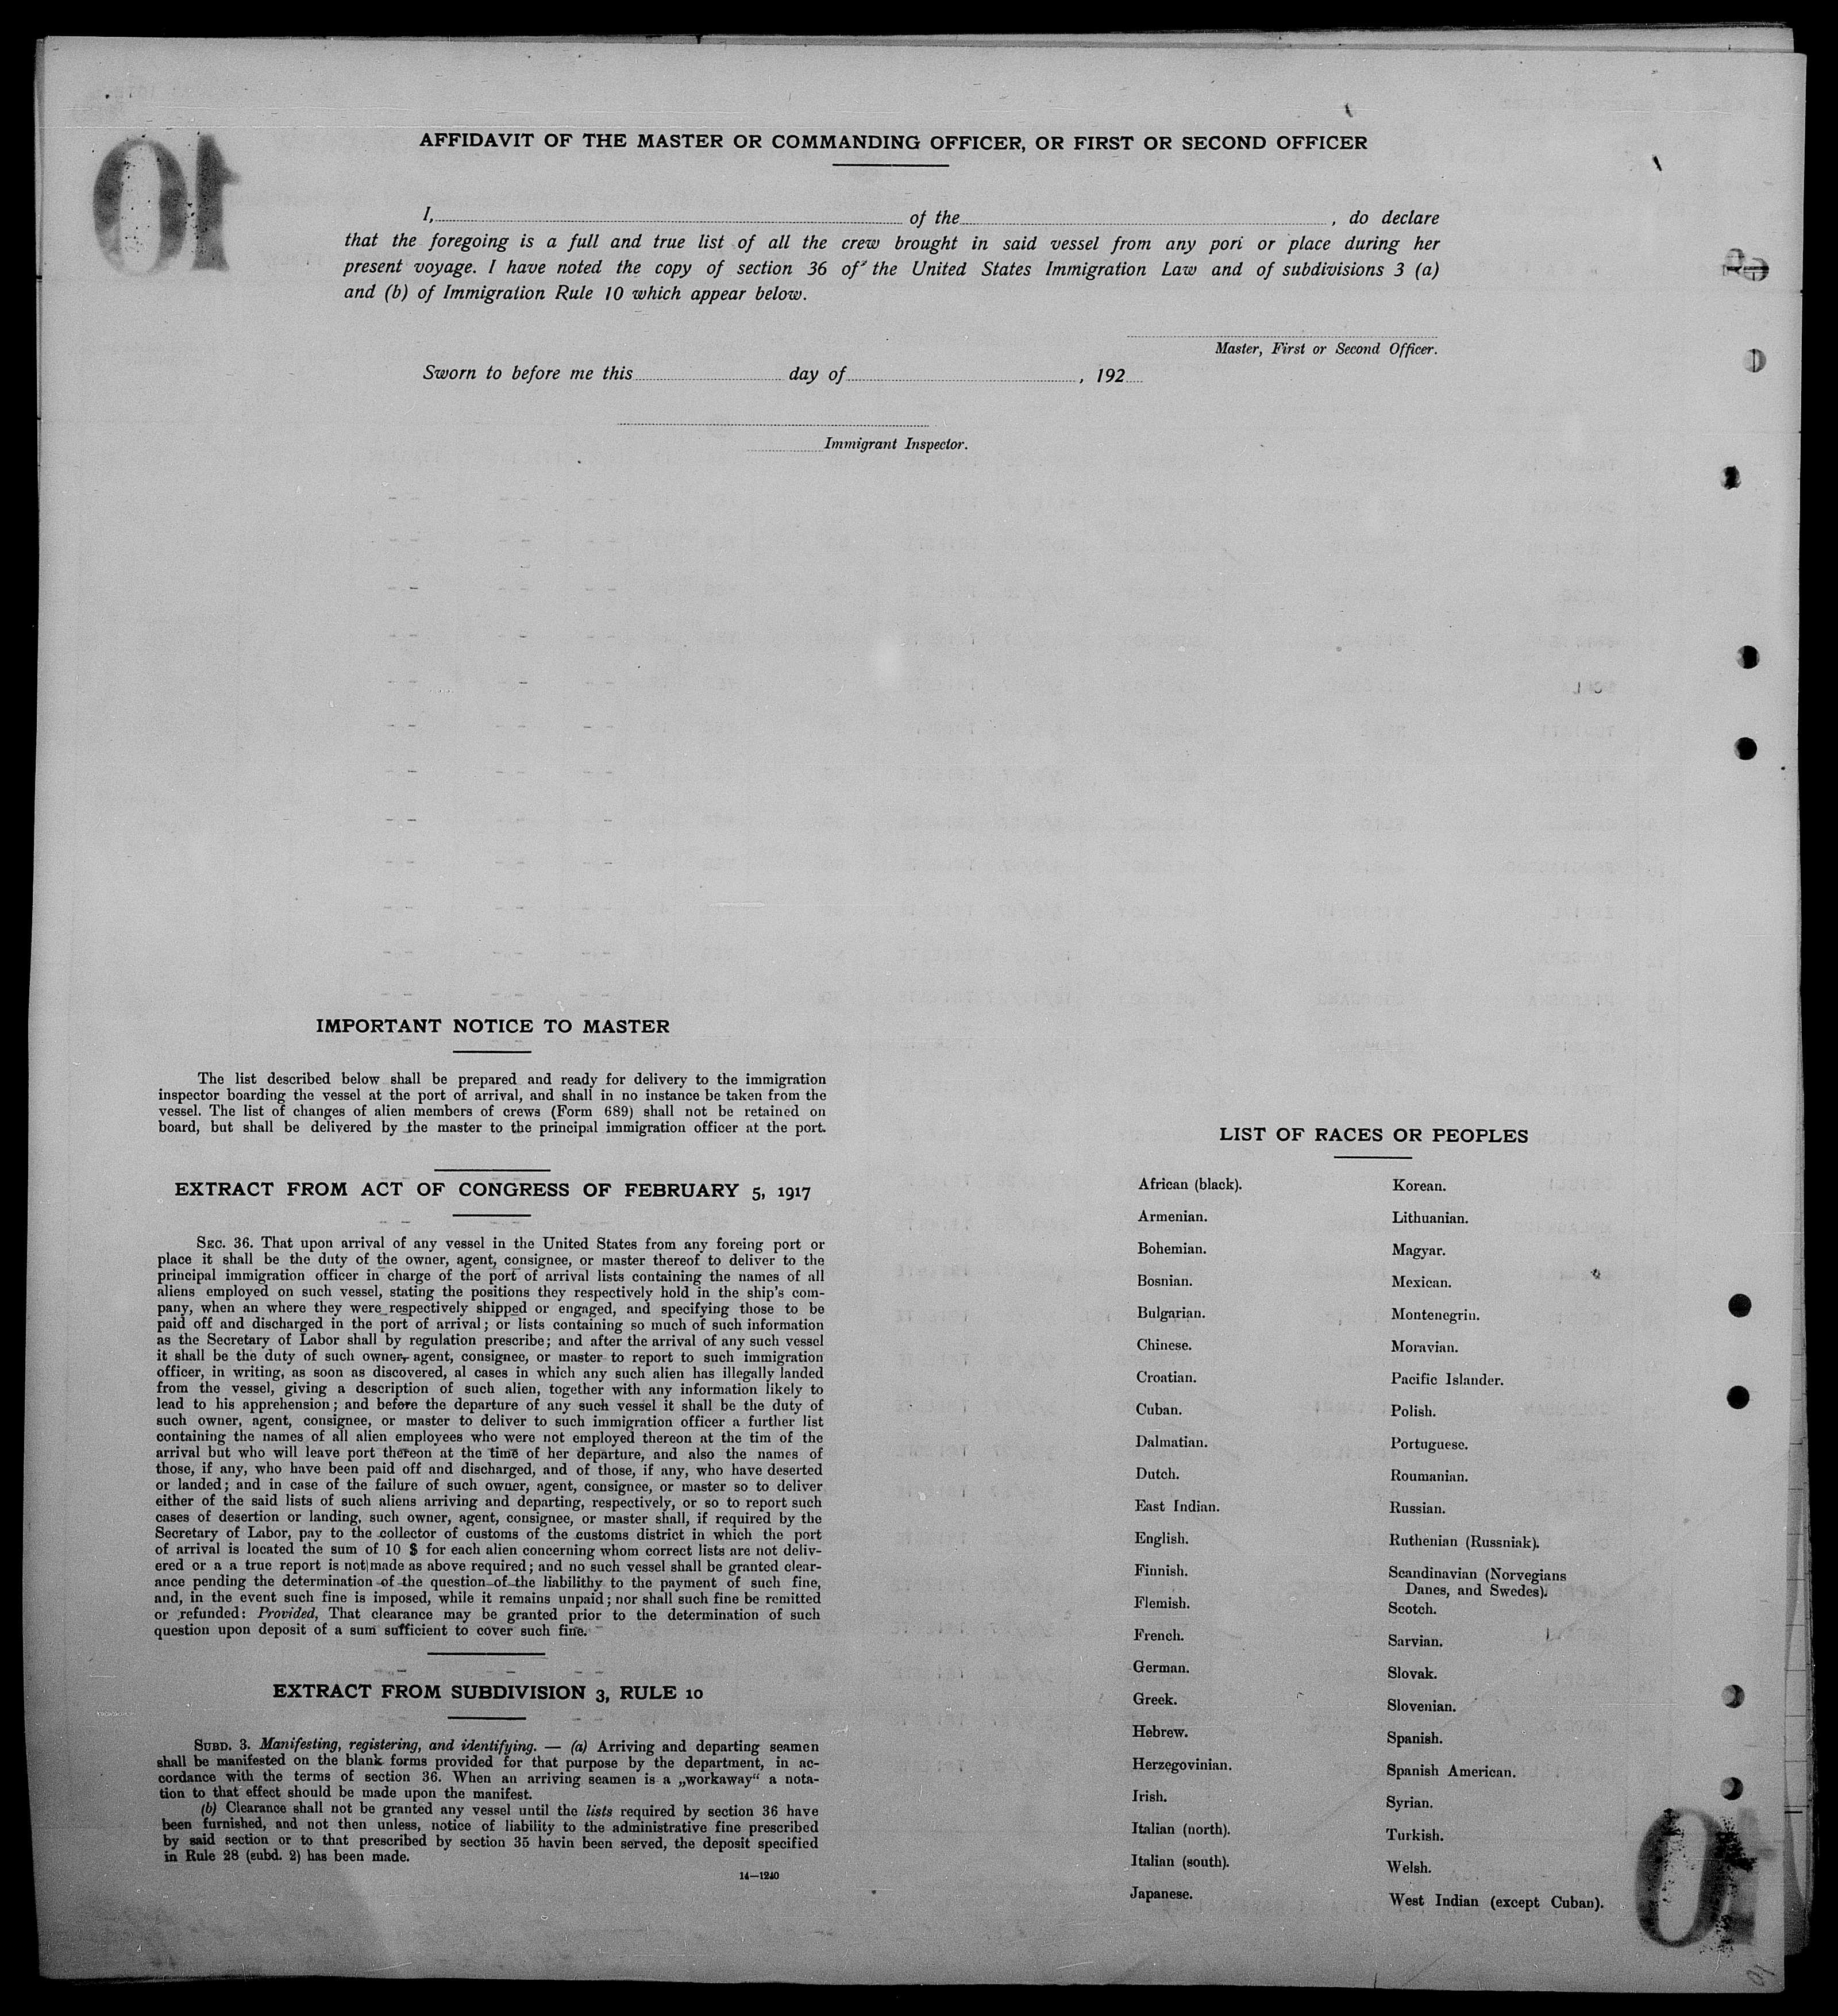 AFFIDAVIT OF THE MASTER OR COMMANDING OFFICER, OR FIRST OR SECOND OFFICER
I, of the , do declare
that the foregoing is a full and true list of all the crew brought in said vessel from any pori or place during her
present voyage. I have noted the copy of section 36 of the United States Immigration Law and of subdivisions 3 (a)
and (b) of Immigration Rule 10 which appear below.
Master, First or Second Officer.
Sworn to before me this day of , 192
Immigrant Inspector.
IMPORTANT NOTICE TO MASTER
The list described below shall be prepared and ready for delivery to the immigration
inspector boarding the vessel at the port of arrival, and shall in no instance be taken from the
vessel. The list of changes of alien members of crews (Form 689) shall not be retained on
board, but shall be delivered by the master to the principal immigration officer at the port.
EXTRACT FROM ACT OF CONGRESS OF FEBRUARY 5, 1917
SEC. 36. That upon arrival of any vessel in the United States from any foreing port or
place it shall be the duty of the owner, agent, consignee, or master thereof to deliver to the
principal immigration officer in charge of the port of arrival lists containing the names of all
aliens employed on such vessel, stating the positions they respectively hold in the ship's com-
pany, when an where they were respectively shipped or engaged, and specifying those to be
paid off and discharged in the port of arrival; or lists containing so much of such information
as the Secretary of Labor shall by regulation prescribe; and after the arrival of any such vessel
it shall be the duty of such owner, agent, consignee, or master to report to such immigration
officer, in writing, as soon as discovered, al cases in which any such alien has illegally landed
from the vessel, giving a description of such alien, together with any information likely to
lead to his apprehension; and before the departure of any such vessel it shall be the duty of
such owner, agent, consignee, or master to deliver to such immigration officer a further list
containing the names of all alien employees who were not employed thereon at the tim of the
arrival but who will leave port thereon at the time of her departure, and also the names of
those, if any, who have been paid off and discharged, and of those, if any, who have deserted
or landed; and in case of the failure of such owner, agent, consignee, or master so to deliver
either of the said lists of such aliens arriving and departing, respectively, or so to report such
cases of desertion or landing, such owner, agent, consignee, or master shall, if required by the
Secretary of Labor, pay to the collector of customs of the customs district in which the port
of arrival is located the sum of 10 $ for each alien concerning whom correct lists are not deliv-
ered or a a true report is not made as above required; and no such vessel shall be granted clear-
ance pending the determination of the question of the liabilithy to the payment of such fine,
and, in the event such fine is imposed, while it remains unpaid; nor shall such fine be remitted
or refunded: Provided, That clearance may be granted prior to the determination of such
question upon deposit of a sum sufficient to cover such fine.
EXTRACT FROM SUBDIVISION 3, RULE 10
SUBD. 3. Manifesting, registering, and identifying. — (a) Arriving and departing seamen
shall be manifested on the blank forms provided for that purpose by the department, in ac-
cordance with the terms of section 36. When an arriving seamen is a „workaway“ a nota-
tion to that effect should be made upon the manifest.
(b) Clearance shall not be granted any vessel until the lists required by section 36 have
been furnished, and not then unless, notice of liability to the administrative fine prescribed
by said section or to that prescribed by section 35 havin been served, the deposit specified
in Rule 28 (subd. 2) has been made.
14—1240
LIST OF RACES OR PEOPLES
African (black).
Armenian.
Bohemian.
Bosnian.
Bulgarian.
Chinese.
Croatian.
Cuban.
Dalmatian.
Dutch.
East Indian.
English.
Finnish.
Flemish.
French.
German.
Greek.
Hebrew.
Herzegovinian.
Irish.
Italian (north).
Italian (south).
Japanese.
Korean.
Lithuanian.
Magyar.
Mexican.
Montenegrin.
Moravian.
Pacific Islander.
Polish.
Portuguese.
Roumanian.
Russian.
Ruthenian (Russniak).
Scandinavian (Norwegians
Danes, and Swedes).
Scotch.
Sarvian.
Slovak.
Slovenian.
Spanish.
Spanish American.
Syrian.
Turkish.
Welsh.
West Indian (except Cuban).
10